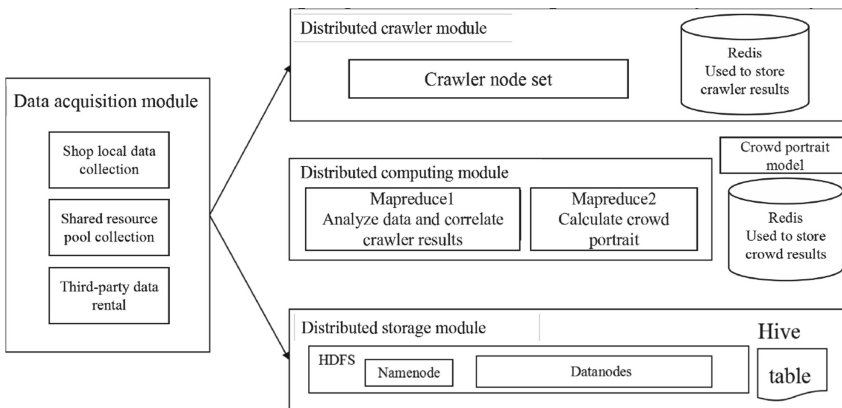 Data acquisition module
Shop local data
collection
Shared resource
pool collection
Third-party data
rental
Distributed crawler module
Crawler node set
Redis
Used to store
crawler results
Distributed computing module
Mapreduce1
Analyze data and correlate
crawler results
Mapreduce2
Calculate crowd
portrait
Crowd portrait
model
Redis
Used to store
crowd results
Distributed storage module
HDFS
Namenode
Datanodes
Hive
table